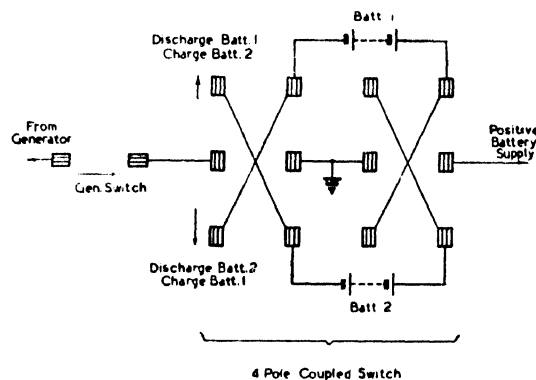 Batt. 1
Discharge Batt. 1
Charge Batt. 2
From
Generator
Gen. Switch
Positive
Battery
Supply
Discharge Batt. 2
Charge Batt. 1
Batt 2
4 Pole Coupled Switch